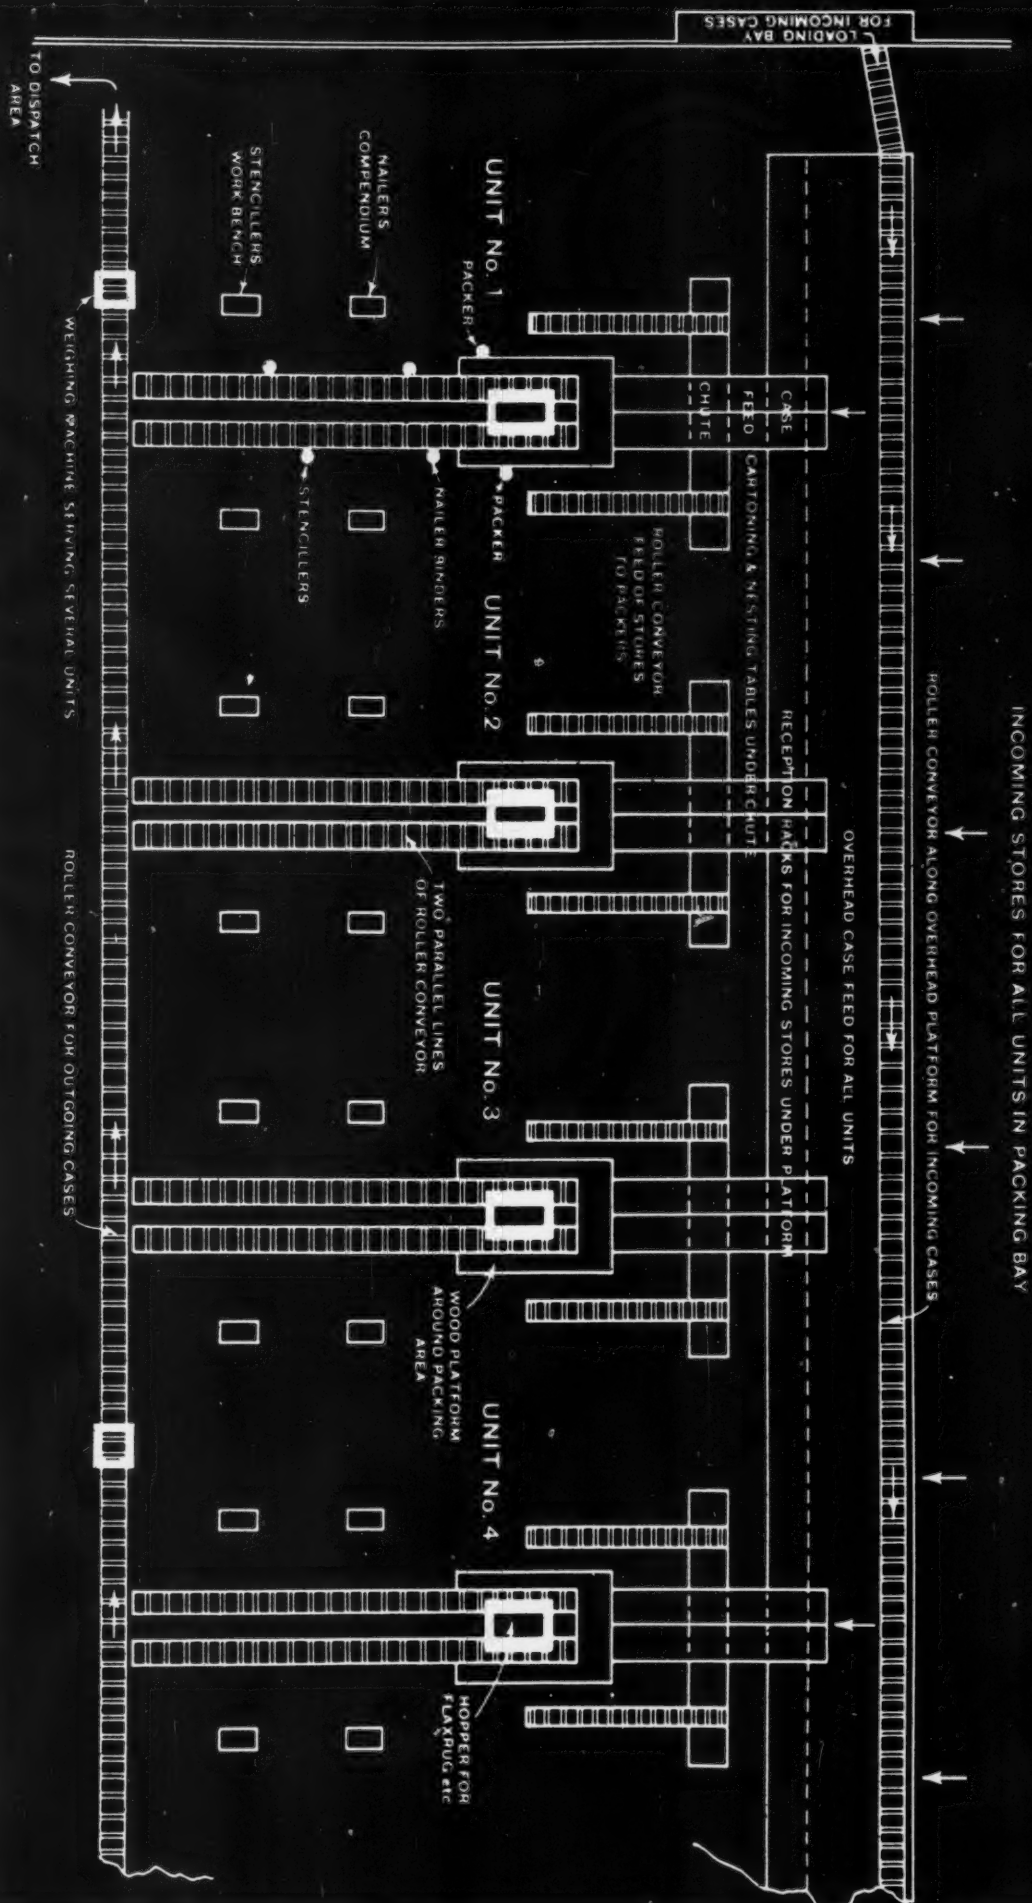 INCOMING STORES FOR ALL UNITS IN PACKING BAY
LOADING BAY
FOR INCOMING CASES
ROLLER CONVEYOR ALONG OVERHEAD PLATFORM FOR INCOMING CASES
OVERHEAD CASE FEED FOR ALL UNITS
RECEPTION RACKS FOR INCOMING STORES UNDER PLATFORM
CASE
FEED
CHUTE
CARTONING & NESTING TABLES UNDER CHUTE
ROLLER CONVEYOR
FEED OF STORES
TO PACKERS
UNIT No. 1
UNIT No. 2
UNIT No. 3
UNIT No. 4
PACKER
PACKER
NAILERS
COMPENDIUM
NAILER BINDERS
STENCILLERS
WORK BENCH
STENCILLERS
TWO PARALLEL LINES
OF ROLLER CONVEYOR
WOOD PLATFORM
AROUND PACKING
AREA
HOPPER FOR
FLAXRUG etc
TO DISPATCH
AREA
WEIGHING MACHINE SERVING SEVERAL UNITS
ROLLER CONVEYOR FOR OUTGOING CASES